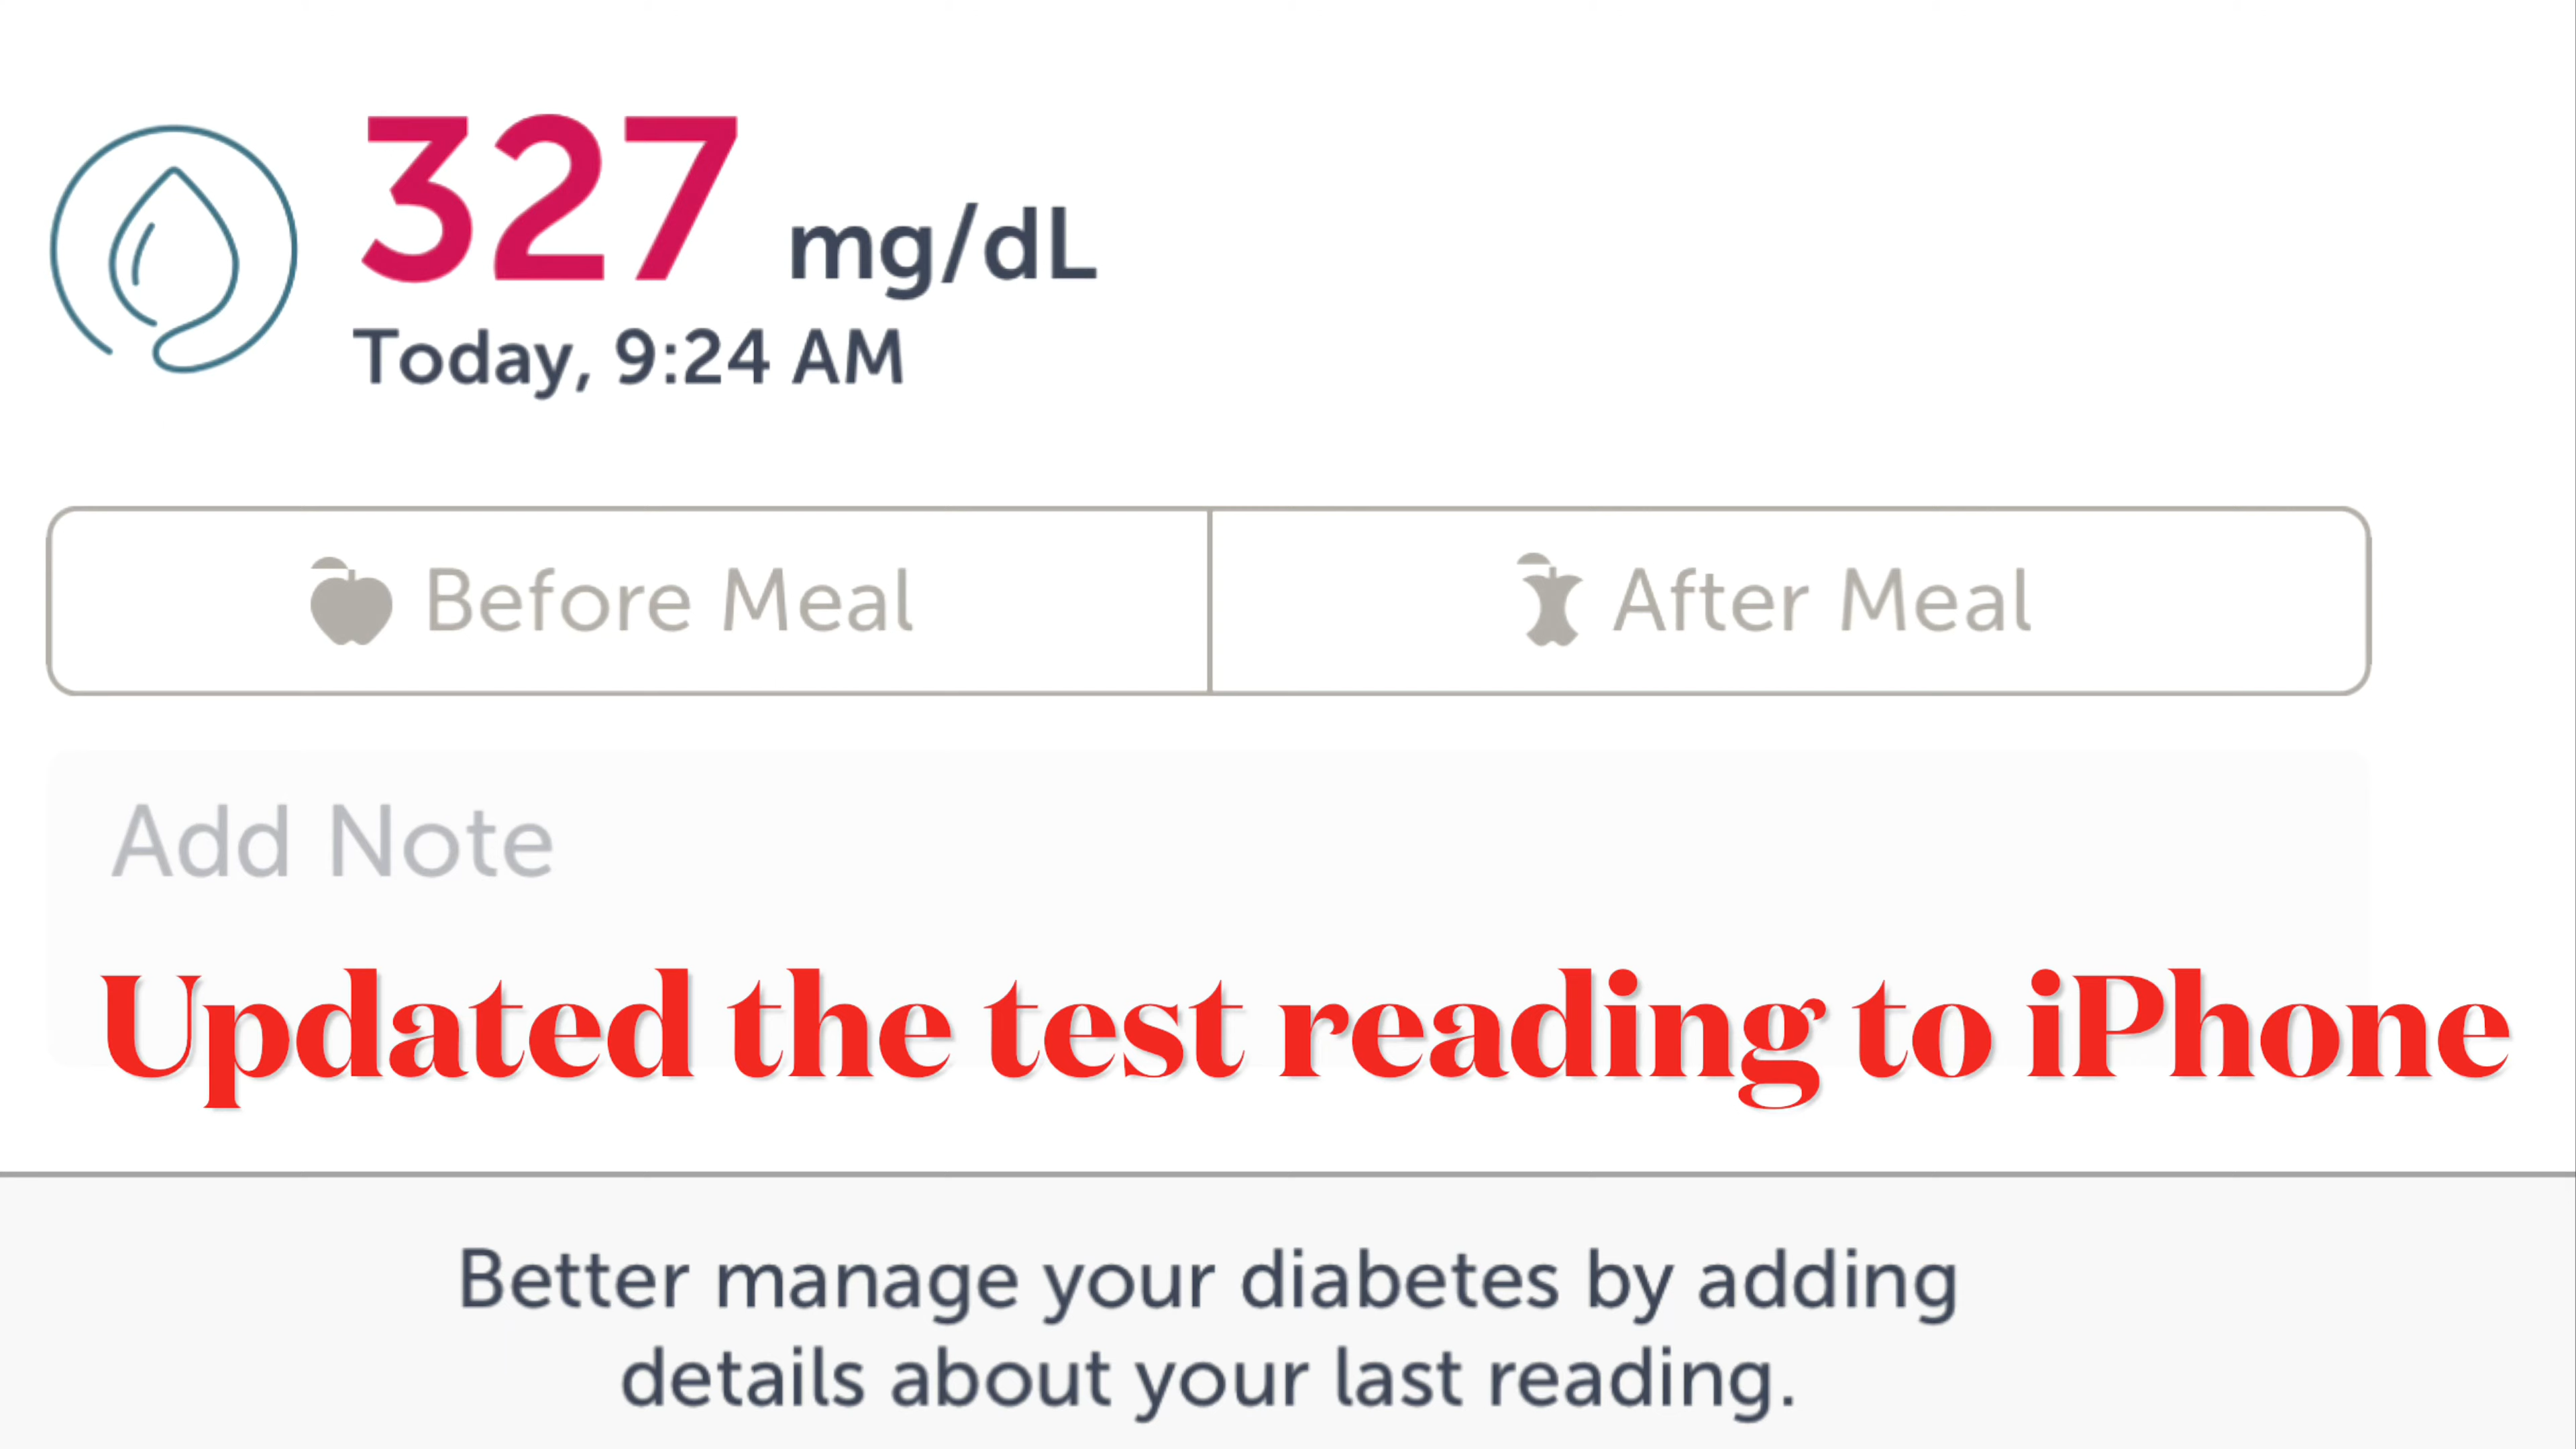 327 mg/dL
Today, 9:24 AM
Before Meal
After Meal
Add Note
Updated the test reading to iPhone
Better manage your diabetes by adding
details about your last reading.